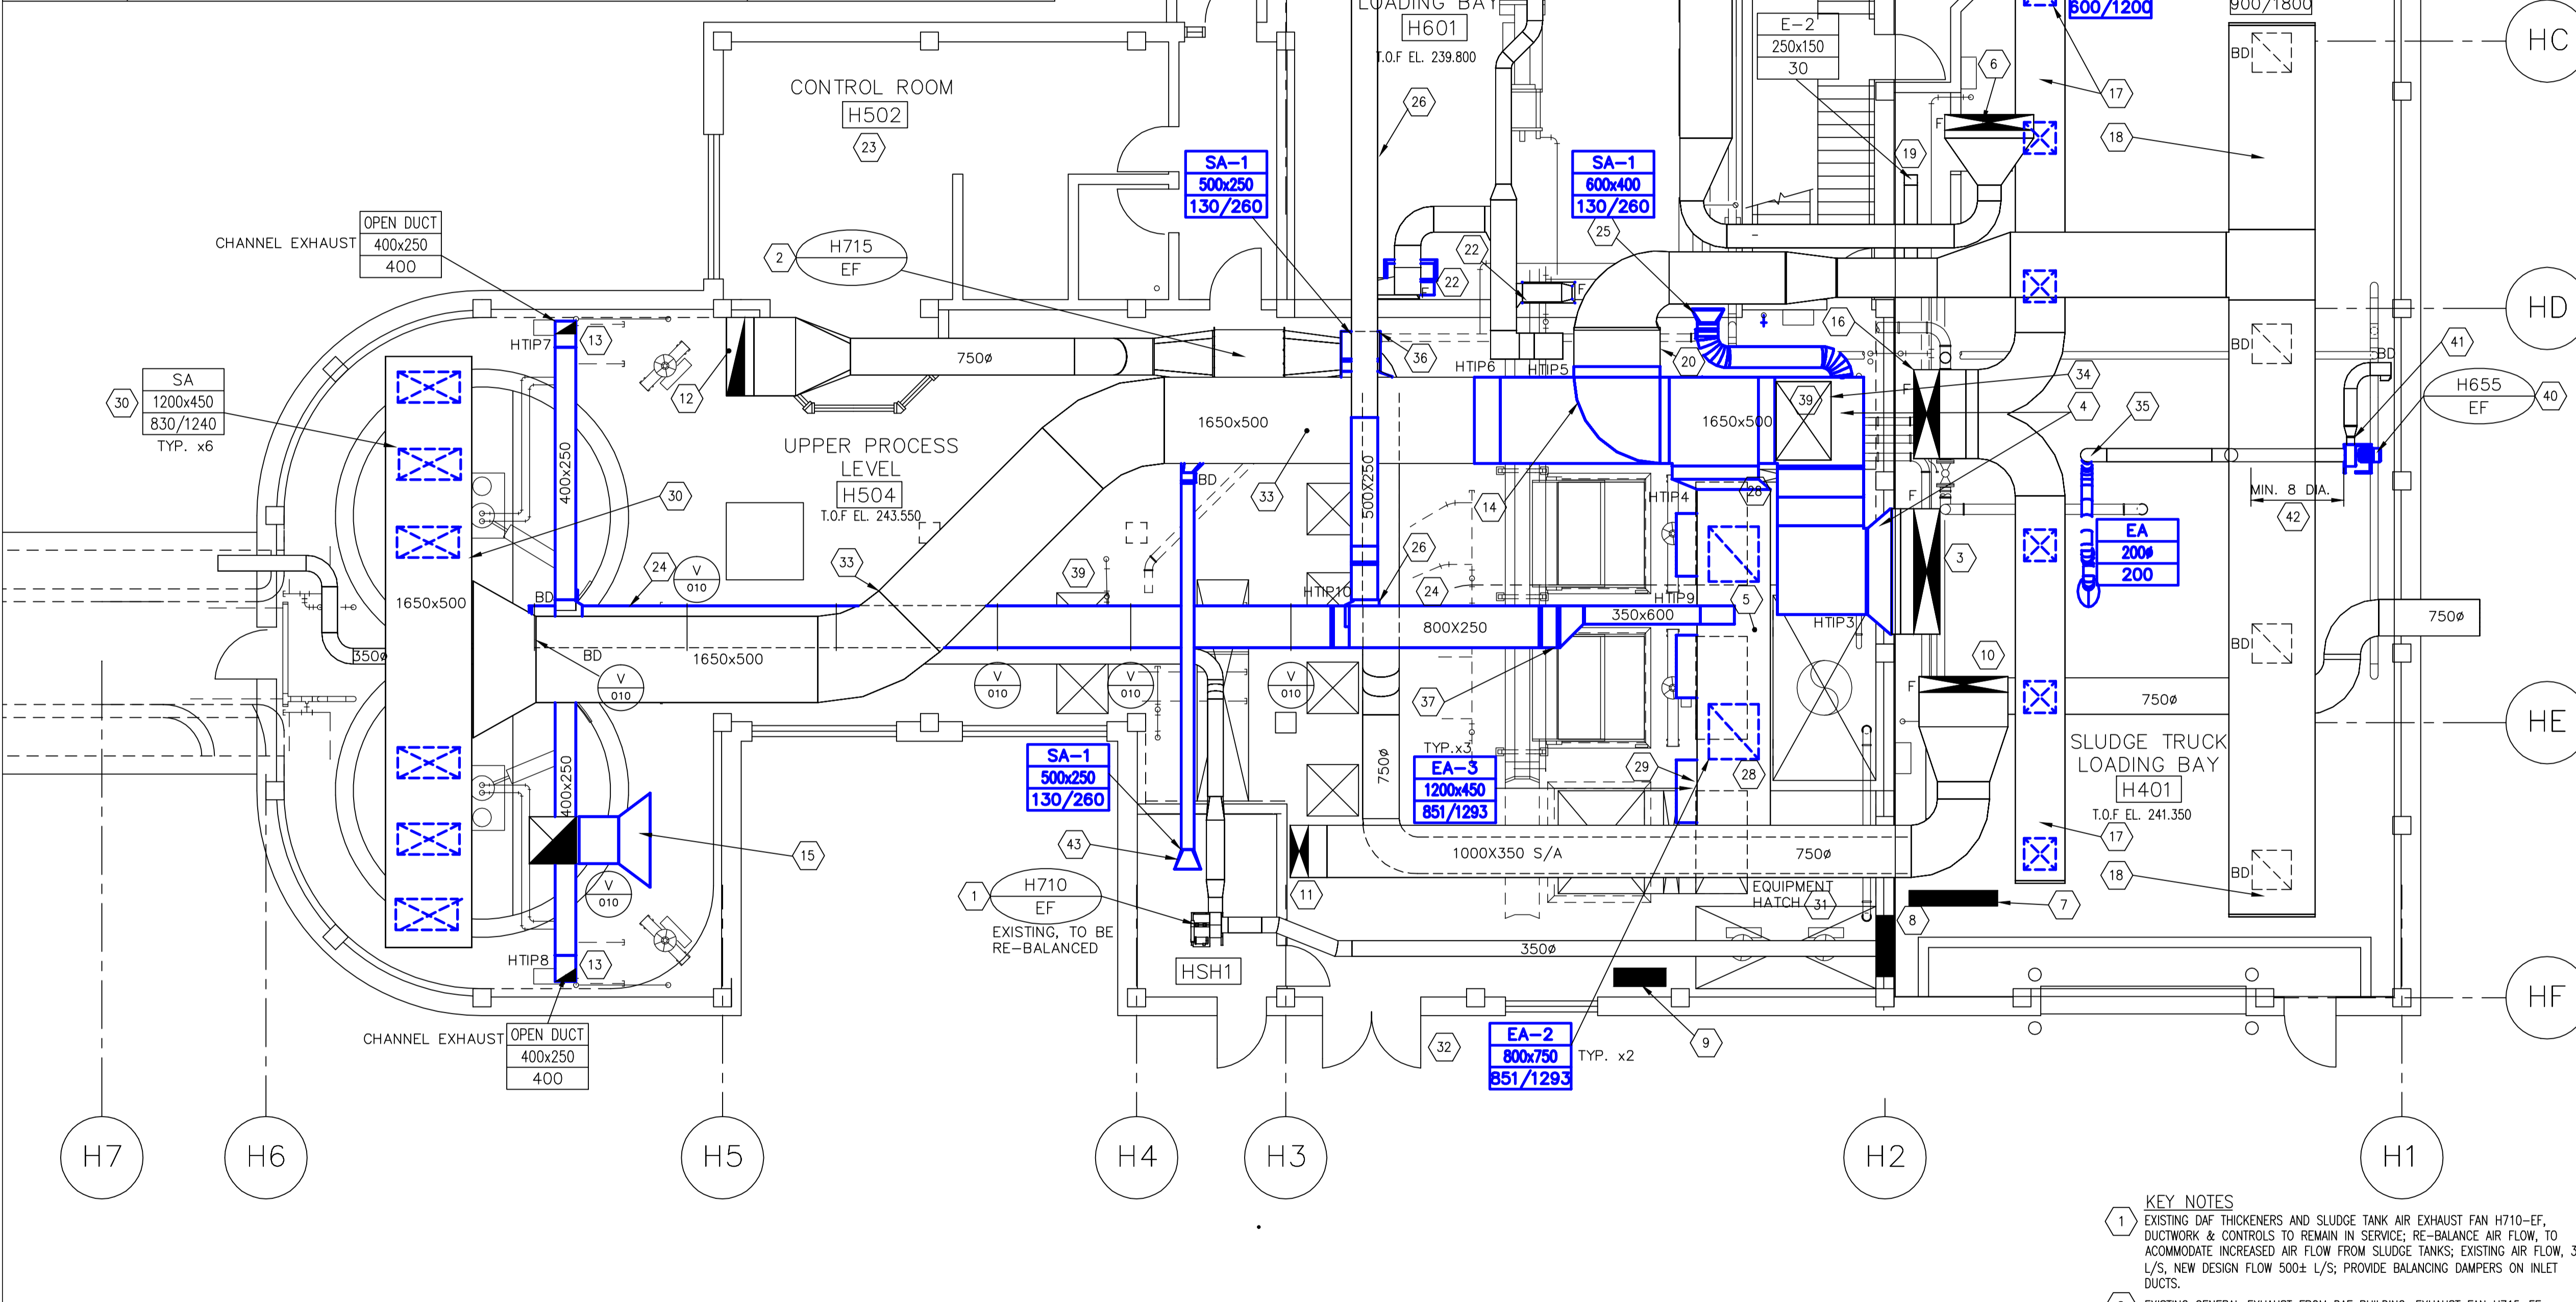 LOADING BAY
H601
T.O.F EL. 239.800
E-2
250x150
30
600/1200
900/1800
BD
HC
6
17
18
26
19
CONTROL ROOM
H502
23
SA-1
500x250
130/260
SA-1
600x400
130/260
25
22
22
F
F
F
OPEN DUCT
400x250
400
CHANNEL EXHAUST
2
H715
EF
HD
HTIP7
13
12
750ø
36
HTIP6
HTIP5
20
16
BD
BD
41
H655
EF
40
30
SA
1200x450
830/1240
TYP. x6
UPPER PROCESS
LEVEL
H504
T.O.F EL. 243.550
1650x500
33
1650x500
39
34
4
35
F
400x250
30
BD
500X250
14
HTIP4
28
F
MIN. 8 DIA.
42
EA
200ø
200
3
24
V
010
33
39
26
24
HTIP10
HTIP9
5
1650x500
BD
800X250
350x600
HTIP3
750ø
350ø
BD
1650x500
V
010
V
010
V
010
V
010
37
10
F
BD
750ø
HE
SLUDGE TRUCK
LOADING BAY
H401
T.O.F EL. 241.350
400x250
15
SA-1
500x250
130/260
43
750ø
TYP.x3
EA-3
1200x450
851/1293
29
28
17
18
BD
V
010
1
H710
EF
EXISTING, TO BE
RE-BALANCED
11
1000X350 S/A
750ø
EQUIPMENT
HATCH
31
8
7
HTIP8
13
HSH1
350ø
HF
CHANNEL EXHAUST
OPEN DUCT
400x250
400
32
EA-2
800x750
851/1293
TYP. x2
9
H7
H6
H5
H4
H3
H2
H1
KEY NOTES
1 EXISTING DAF THICKENERS AND SLUDGE TANK AIR EXHAUST FAN H710-EF,
DUCTWORK & CONTROLS TO REMAIN IN SERVICE; RE-BALANCE AIR FLOW, TO
ACOMMODATE INCREASED AIR FLOW FROM SLUDGE TANKS; EXISTING AIR FLOW,
L/S, NEW DESIGN FLOW 500± L/S; PROVIDE BALANCING DAMPERS ON INLET
DUCTS.